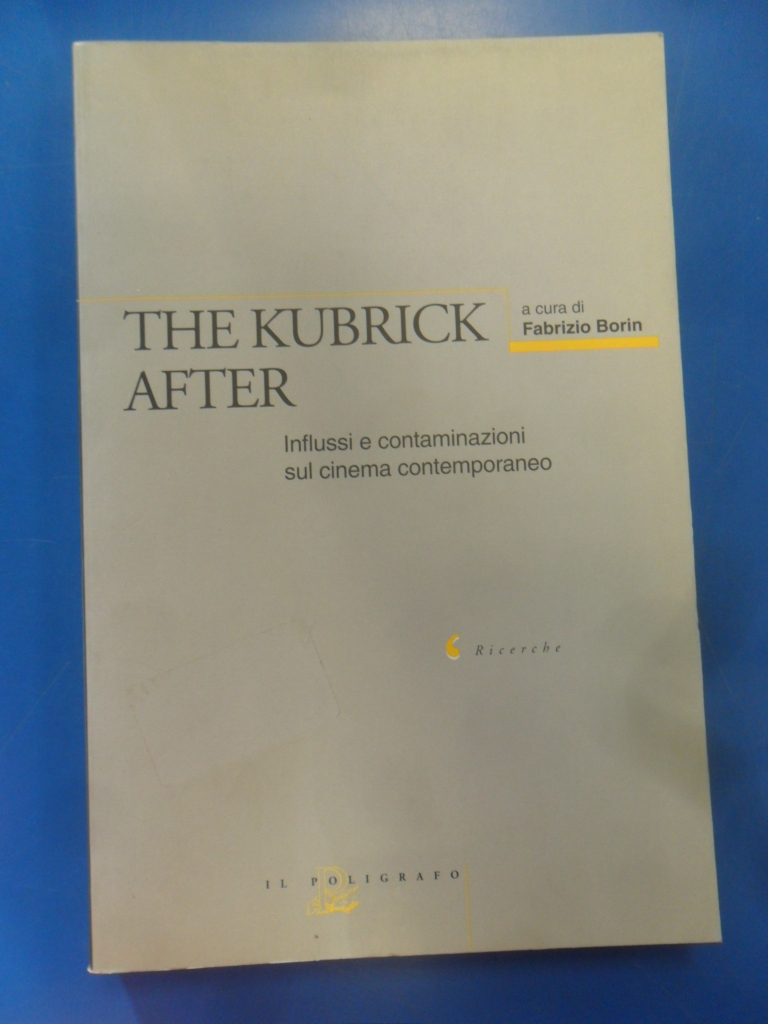 THE KUBRICK
AFTER
a cura di
Fabrizio Borin
Influssi e contaminazioni
sul cinema contemporaneo
Ricerche
IL POLIGRAFO